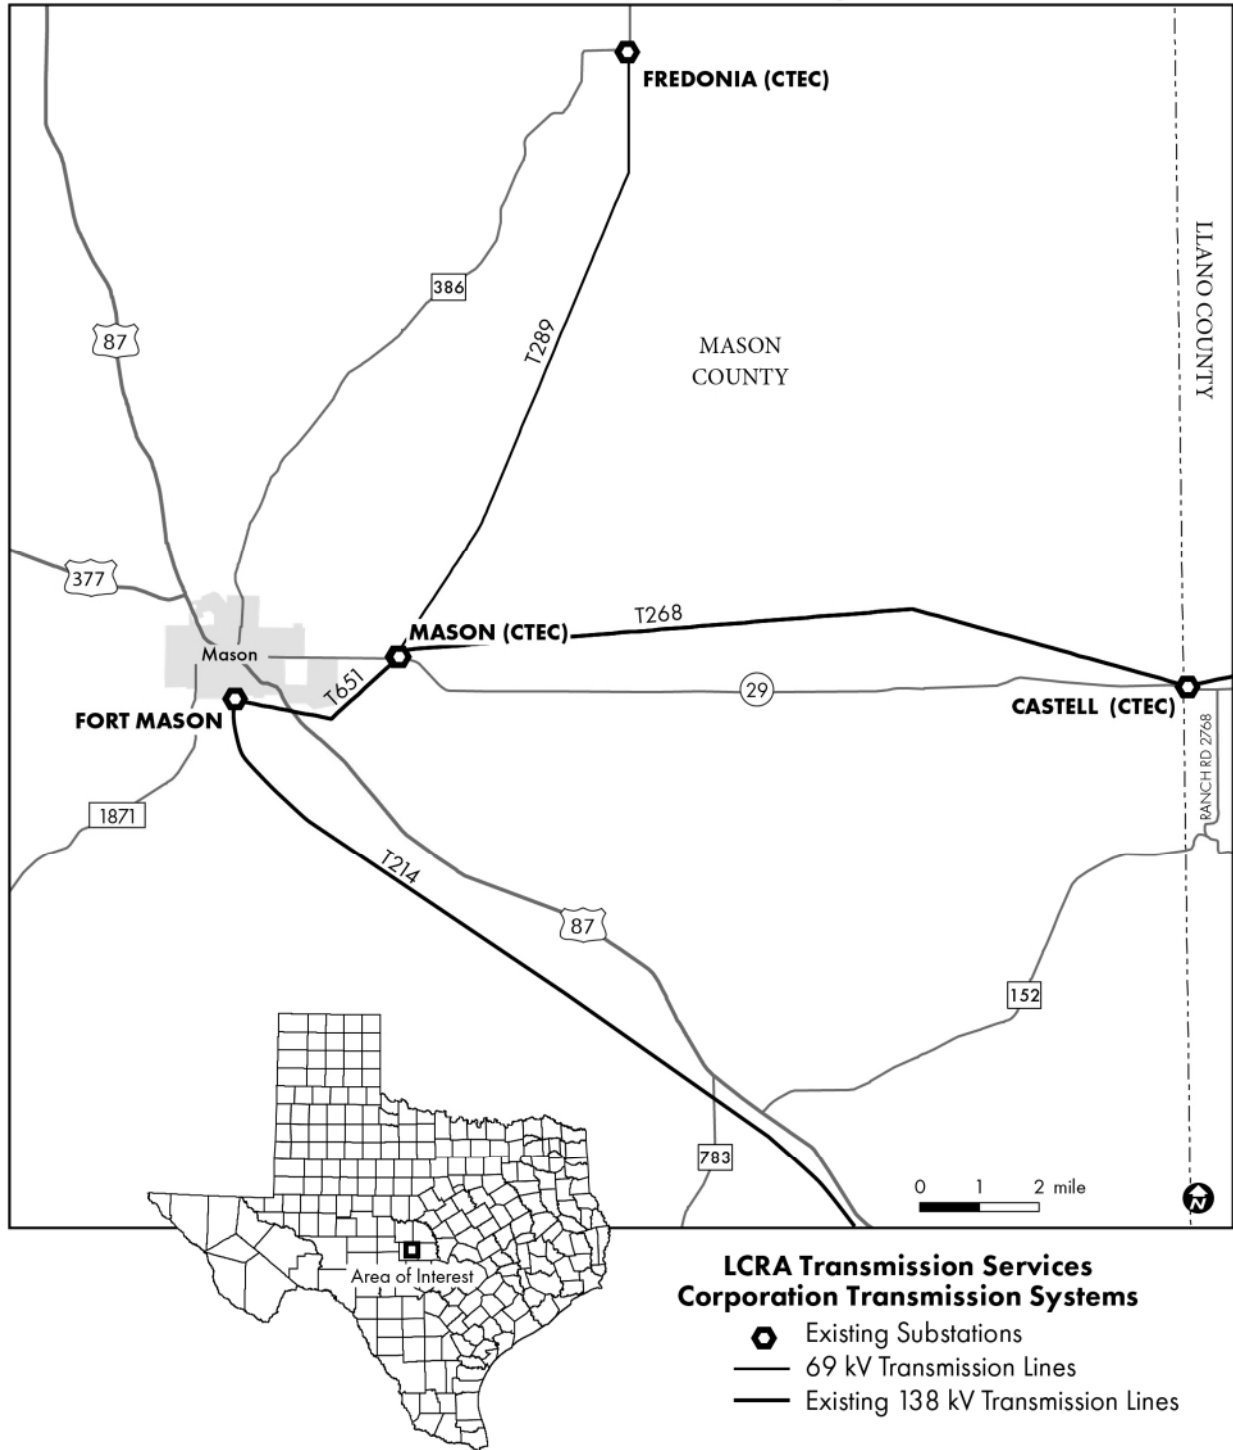 FREDONIA (CTEC)
386
87
T289
MASON
COUNTY
LLANO COUNTY
377
T268
MASON (CTEC)
Mason
T651
29
FORT MASON
CASTELL (CTEC)
RANCH RD 2768
1871
T214
87
152
783
0 1 2 mile
N
Area of Interest
LCRA Transmission Services
Corporation Transmission Systems
Existing Substations
69 kV Transmission Lines
Existing 138 kV Transmission Lines